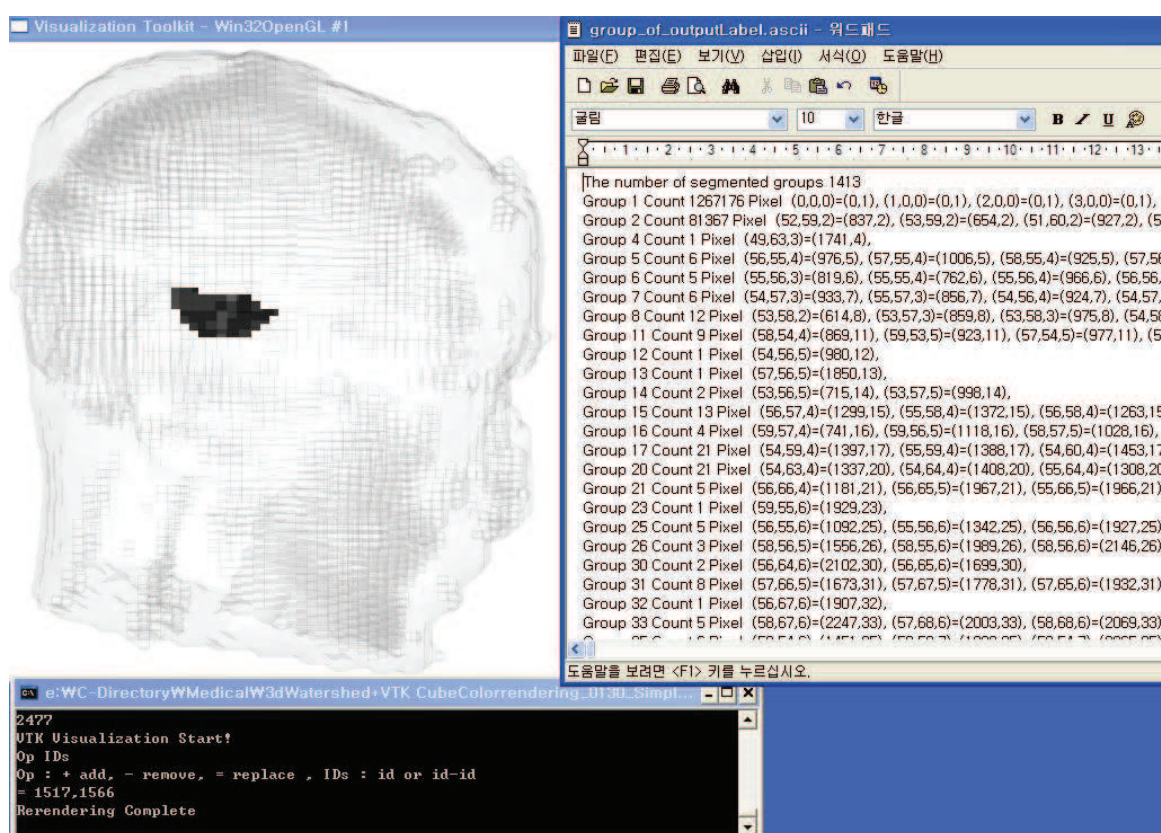 Visualization Toolkit - Win32OpenGL #1
group_of_outputLabel.ascii - 워드패드
파일(F) 편집(E) 보기(V) 삽입(I) 서식(O) 도움말(H)
굴림 10 한글 B / U
1 2 3 4 5 6 7 8 9 10 11 12 13
The number of segmented groups 1413
Group 1 Count 1267176 Pixel (0,0,0)=(0,1), (1,0,0)=(0,1), (2,0,0)=(0,1), (3,0,0)=(0,1),
Group 2 Count 81367 Pixel (52,59,2)=(837,2), (53,59,2)=(654,2), (51,60,2)=(927,2), (5
Group 4 Count 1 Pixel (49,63,3)=(1741,4),
Group 5 Count 6 Pixel (56,55,4)=(976,5), (57,55,4)=(1006,5), (58,55,4)=(925,5), (57,56
Group 6 Count 5 Pixel (55,56,3)=(819,6), (55,55,4)=(762,6), (55,56,4)=(966,6), (56,56,
Group 7 Count 6 Pixel (54,57,3)=(933,7), (55,57,3)=(856,7), (54,56,4)=(924,7), (54,57,
Group 8 Count 12 Pixel (53,58,2)=(614,8), (53,57,3)=(859,8), (53,58,3)=(975,8), (54,58
Group 11 Count 9 Pixel (58,54,4)=(869,11), (59,53,5)=(923,11), (57,54,5)=(977,11), (5
Group 12 Count 1 Pixel (54,56,5)=(980,12),
Group 13 Count 1 Pixel (57,56,5)=(1850,13),
Group 14 Count 2 Pixel (53,56,5)=(715,14), (53,57,5)=(998,14),
Group 15 Count 13 Pixel (56,57,4)=(1299,15), (55,58,4)=(1372,15), (56,58,4)=(1263,15
Group 16 Count 4 Pixel (59,57,4)=(741,16), (59,56,5)=(1118,16), (58,57,5)=(1028,16),
Group 17 Count 21 Pixel (54,59,4)=(1397,17), (55,59,4)=(1388,17), (54,60,4)=(1453,17
Group 20 Count 21 Pixel (54,63,4)=(1337,20), (54,64,4)=(1408,20), (55,64,4)=(1308,20
Group 21 Count 5 Pixel (56,66,4)=(1181,21), (56,65,5)=(1967,21), (55,66,5)=(1966,21)
Group 23 Count 1 Pixel (59,55,6)=(1929,23),
Group 25 Count 5 Pixel (56,55,6)=(1092,25), (55,56,6)=(1342,25), (56,56,6)=(1927,25)
Group 26 Count 3 Pixel (58,56,5)=(1556,26), (58,55,6)=(1989,26), (58,56,6)=(2146,26)
Group 30 Count 2 Pixel (56,64,6)=(2102,30), (56,65,6)=(1699,30),
Group 31 Count 8 Pixel (57,66,5)=(1673,31), (57,67,5)=(1778,31), (57,65,6)=(1932,31)
Group 32 Count 1 Pixel (56,67,6)=(1907,32),
Group 33 Count 5 Pixel (58,67,6)=(2247,33), (57,68,6)=(2003,33), (58,68,6)=(2069,33)
도움말을 보려면 <F1> 키를 누르십시오.
e:₩C-Directory₩Medical₩3dWatershed+VTK CubeColorrendering_0130_Simpl...
2477
VTK Visualization Start!
Op IDs
Op : + add, - remove, = replace , IDs : id or id-id
= 1517,1566
Rerendering Complete